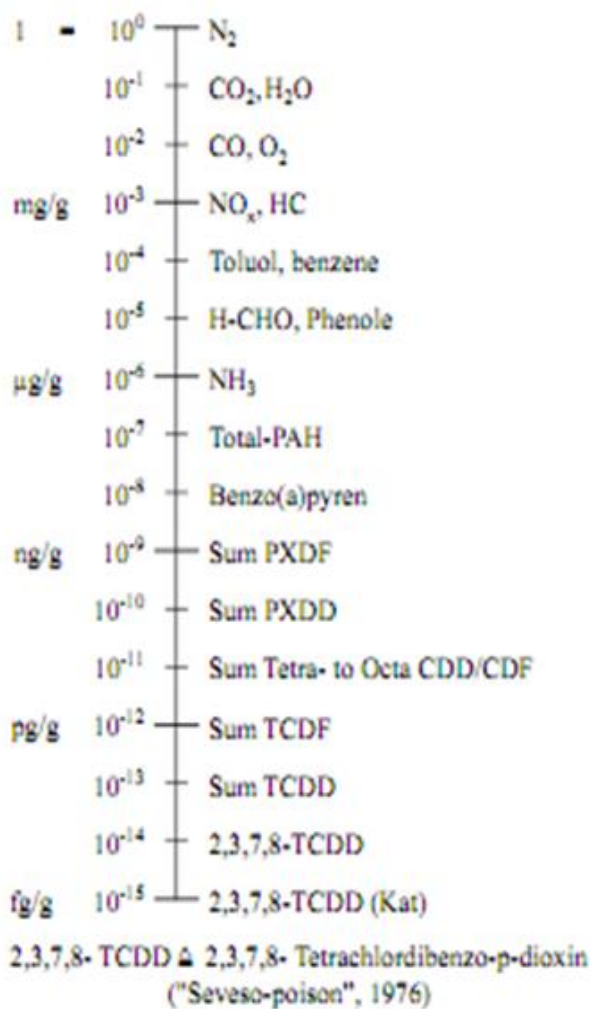 1 = 10⁰ N₂
10⁻¹ CO₂, H₂O
10⁻² CO, O₂
mg/g 10⁻³ NOₓ, HC
10⁻⁴ Toluol, benzene
10⁻⁵ H-CHO, Phenole
µg/g 10⁻⁶ NH₃
10⁻⁷ Total-PAH
10⁻⁸ Benzo(a)pyren
ng/g 10⁻⁹ Sum PXDF
10⁻¹⁰ Sum PXDD
10⁻¹¹ Sum Tetra- to Octa CDD/CDF
pg/g 10⁻¹² Sum TCDF
10⁻¹³ Sum TCDD
10⁻¹⁴ 2,3,7,8-TCDD
fg/g 10⁻¹⁵ 2,3,7,8-TCDD (Kat)
2,3,7,8- TCDD ≙ 2,3,7,8- Tetrachlordibenzo-p-dioxin
("Seveso-poison", 1976)